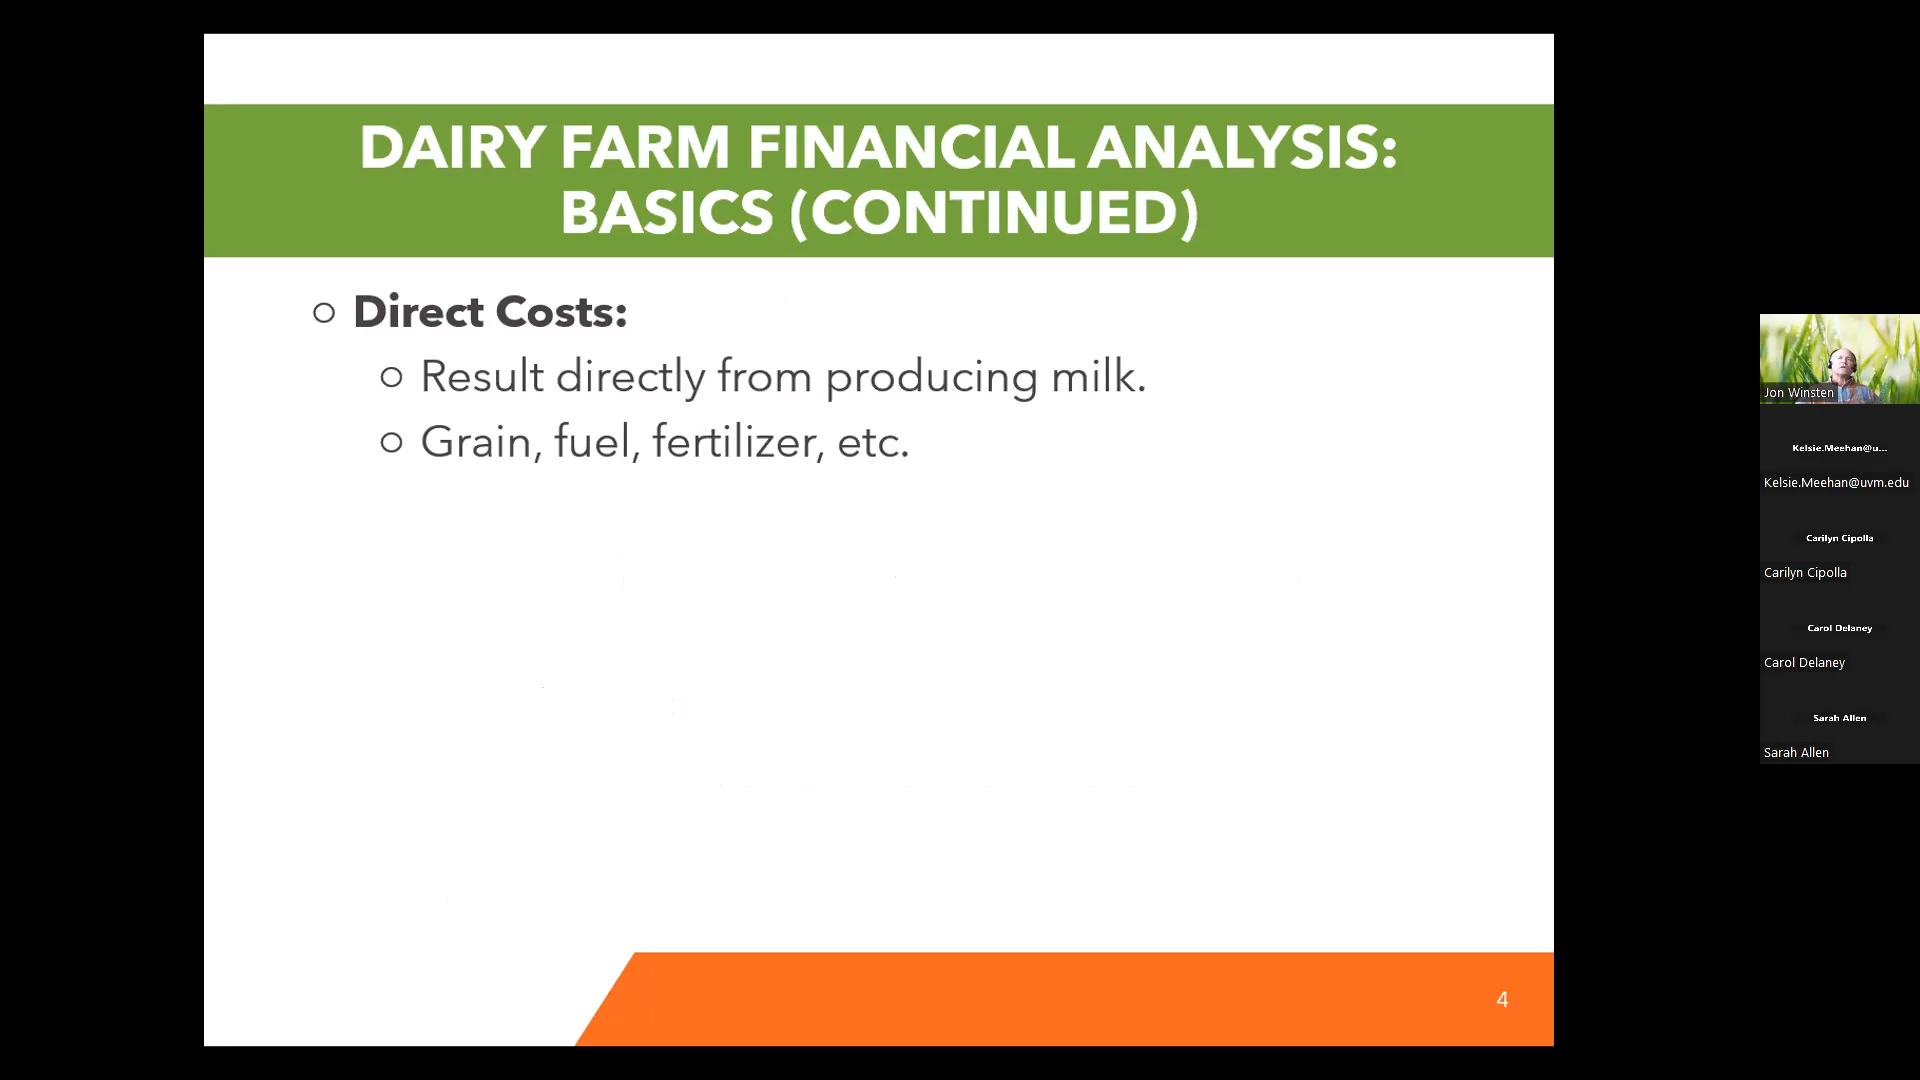 DAIRY FARM FINANCIAL ANALYSIS:
BASICS (CONTINUED)
Direct Costs:
Result directly from producing milk.
Grain, fuel, fertilizer, etc.
4
Jon Winsten
Kelsie.Meehan@u...
Kelsie.Meehan@uvm.edu
Carilyn Cipolla
Carilyn Cipolla
Carol Delaney
Carol Delaney
Sarah Allen
Sarah Allen